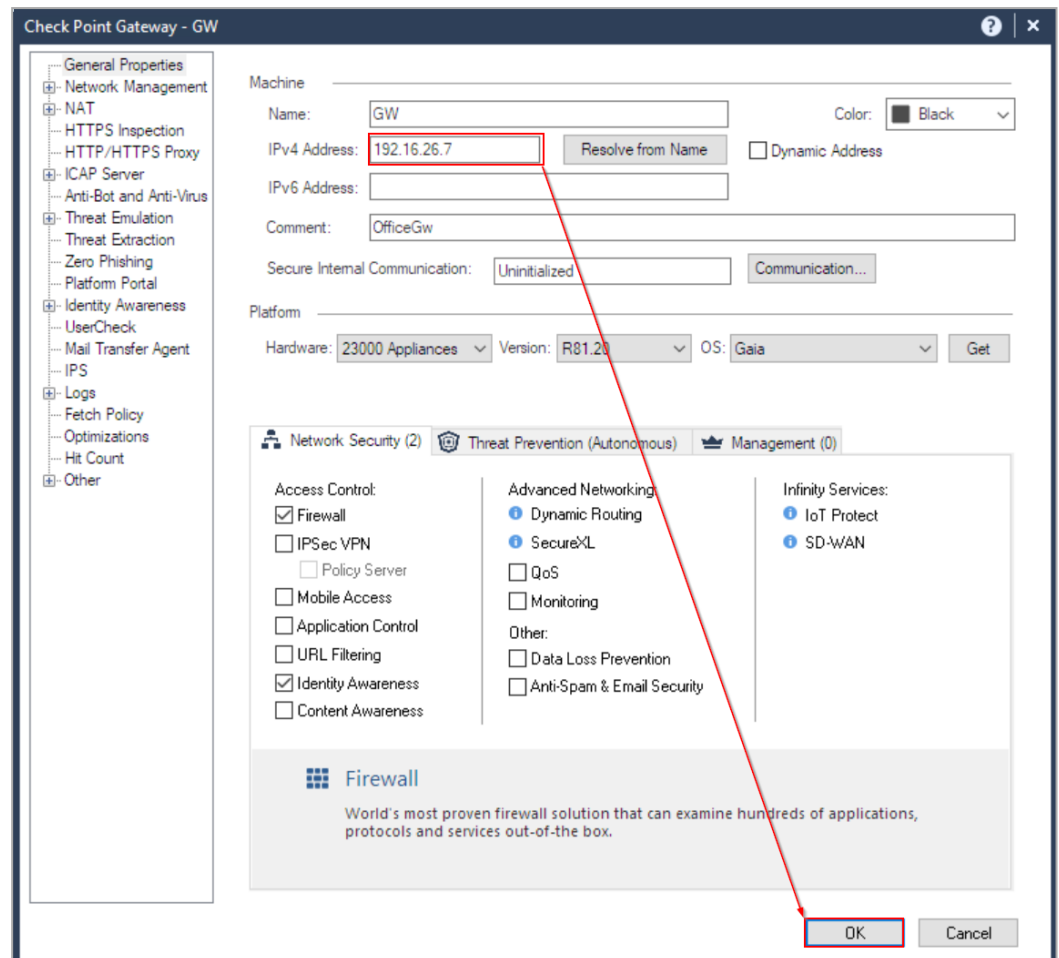 Check Point Gateway - GW
General Properties
Network Management
NAT
HTTPS Inspection
HTTP/HTTPS Proxy
ICAP Server
Anti-Bot and Anti-Virus
Threat Emulation
Threat Extraction
Zero Phishing
Platform Portal
Identity Awareness
UserCheck
Mail Transfer Agent
IPS
Logs
Fetch Policy
Optimizations
Hit Count
Other
Machine
Name: GW Color: Black
IPv4 Address: 192.16.26.7 Resolve from Name Dynamic Address
IPv6 Address:
Comment: OfficeGw
Secure Internal Communication: Uninitialized Communication...
Platform
Hardware: 23000 Appliances Version: R81.20 OS: Gaia Get
Network Security (2) Threat Prevention (Autonomous) Management (0)
Access Control:
Firewall
IPSec VPN
Policy Server
Mobile Access
Application Control
URL Filtering
Identity Awareness
Content Awareness
Advanced Networking:
Dynamic Routing
SecureXL
QoS
Monitoring
Other:
Data Loss Prevention
Anti-Spam & Email Security
Infinity Services:
IoT Protect
SD-WAN
Firewall
World's most proven firewall solution that can examine hundreds of applications,
protocols and services out-of-the box.
OK Cancel